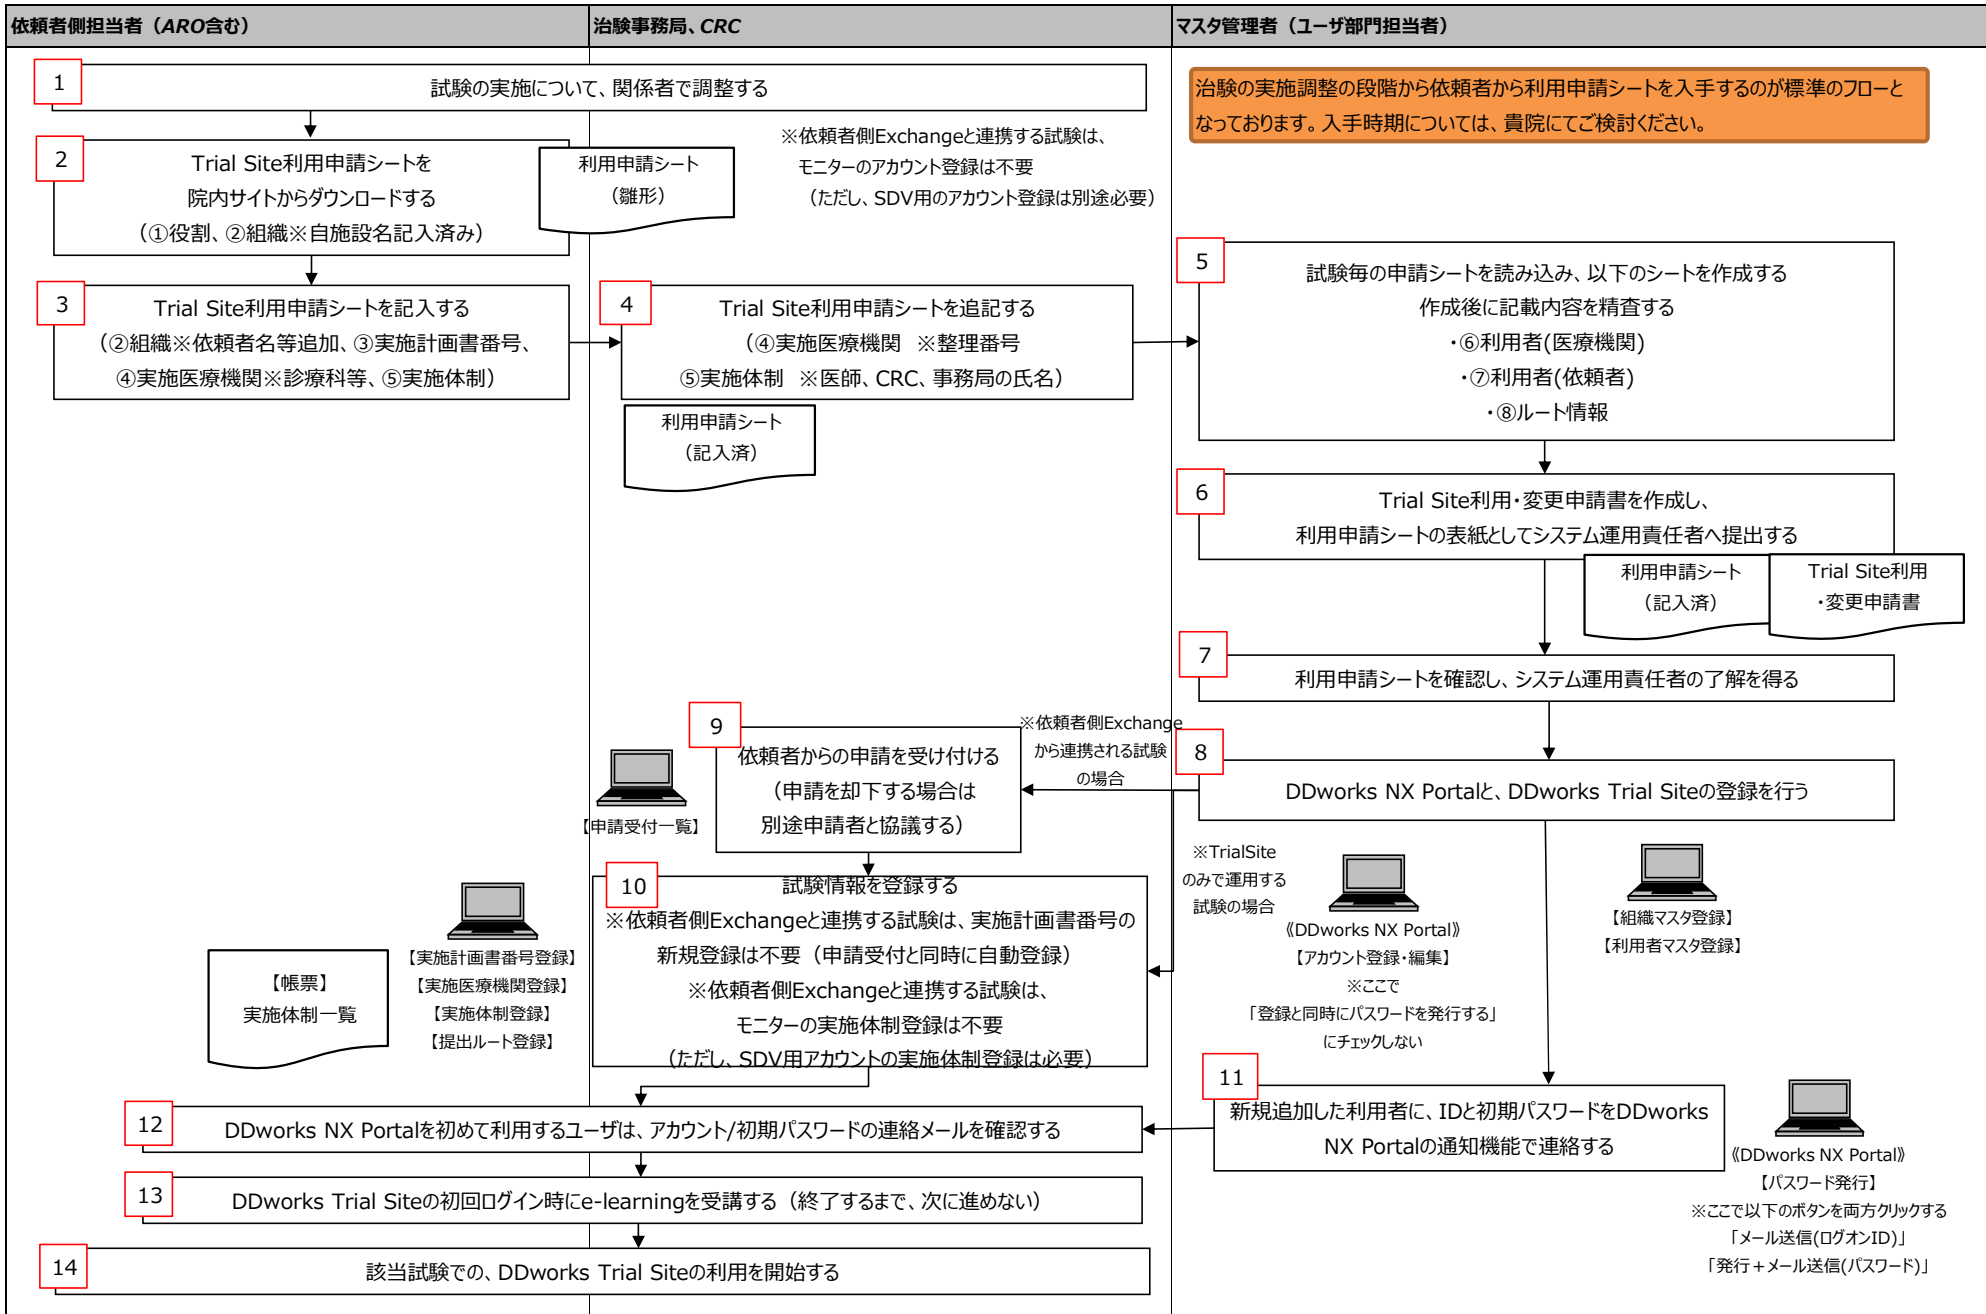 依頼者側担当者（ARO含む）
治験事務局、CRC
マスタ管理者（ユーザ部門担当者）
1
試験の実施について、関係者で調整する
治験の実施調整の段階から依頼者から利用申請シートを入手するのが標準のフローと
なっております。入手時期については、貴院にてご検討ください。
2
Trial Site利用申請シートを
院内サイトからダウンロードする
（①役割、②組織※自施設名記入済み）
利用申請シート
（雛形）
※依頼者側Exchangeと連携する試験は、
モニターのアカウント登録は不要
（ただし、SDV用のアカウント登録は別途必要）
3
Trial Site利用申請シートを記入する
（②組織※依頼者名等追加、③実施計画書番号、
④実施医療機関※診療科等、⑤実施体制）
4
Trial Site利用申請シートを追記する
（④実施医療機関　※整理番号
⑤実施体制　※医師、CRC、事務局の氏名）
利用申請シート
（記入済）
5
試験毎の申請シートを読み込み、以下のシートを作成する
作成後に記載内容を精査する
・⑥利用者(医療機関)
・⑦利用者(依頼者)
・⑧ルート情報
6
Trial Site利用・変更申請書を作成し、
利用申請シートの表紙としてシステム運用責任者へ提出する
利用申請シート
（記入済）
Trial Site利用
・変更申請書
7
利用申請シートを確認し、システム運用責任者の了解を得る
8
DDworks NX Portalと、DDworks Trial Siteの登録を行う
※依頼者側Exchange
から連携される試験
の場合
9
依頼者からの申請を受け付ける
（申請を却下する場合は
別途申請者と協議する）
【申請受付一覧】
※TrialSite
のみで運用する
試験の場合
《DDworks NX Portal》
【アカウント登録・編集】
※ここで
「登録と同時にパスワードを発行する」
にチェックしない
【組織マスタ登録】
【利用者マスタ登録】
10
試験情報を登録する
※依頼者側Exchangeと連携する試験は、実施計画書番号の
新規登録は不要（申請受付と同時に自動登録）
※依頼者側Exchangeと連携する試験は、
モニターの実施体制登録は不要
（ただし、SDV用アカウントの実施体制登録は必要）
【実施計画書番号登録】
【実施医療機関登録】
【実施体制登録】
【提出ルート登録】
【帳票】
実施体制一覧
11
新規追加した利用者に、IDと初期パスワードをDDworks
NX Portalの通知機能で連絡する
《DDworks NX Portal》
【パスワード発行】
※ここで以下のボタンを両方クリックする
「メール送信(ログオンID)」
「発行＋メール送信(パスワード)」
12
DDworks NX Portalを初めて利用するユーザは、アカウント/初期パスワードの連絡メールを確認する
13
DDworks Trial Siteの初回ログイン時にe-learningを受講する（終了するまで、次に進めない）
14
該当試験での、DDworks Trial Siteの利用を開始する